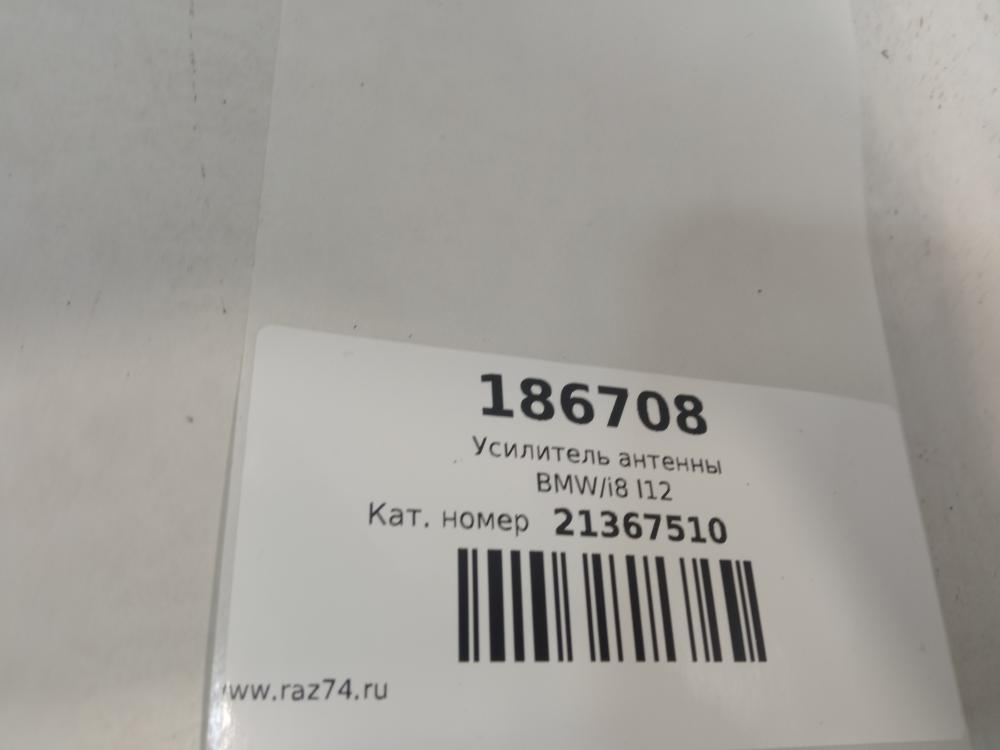 186708
Усилитель антенны
BMW/i8 I12
Кат. номер 21367510
www.raz74.ru